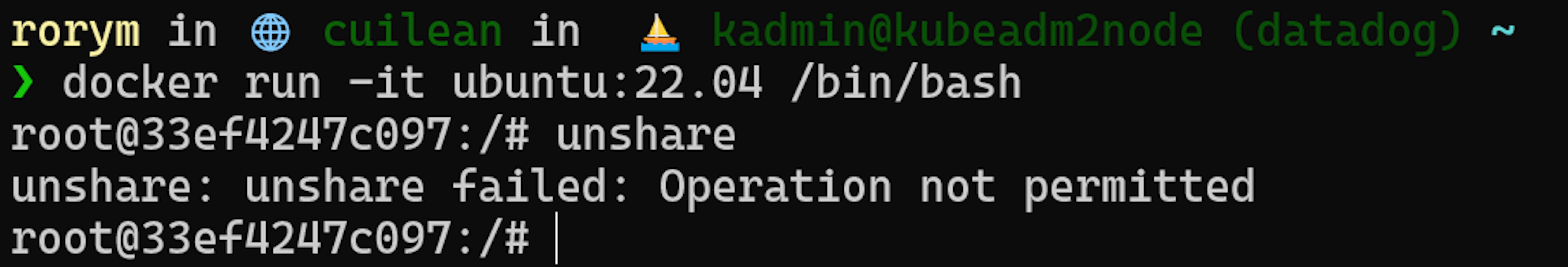 rorym in 🌐 cuilean in ⛵ kadmin@kubeadm2node (datadog) ~
❯ docker run -it ubuntu:22.04 /bin/bash
root@33ef4247c097:/# unshare
unshare: unshare failed: Operation not permitted
root@33ef4247c097:/#